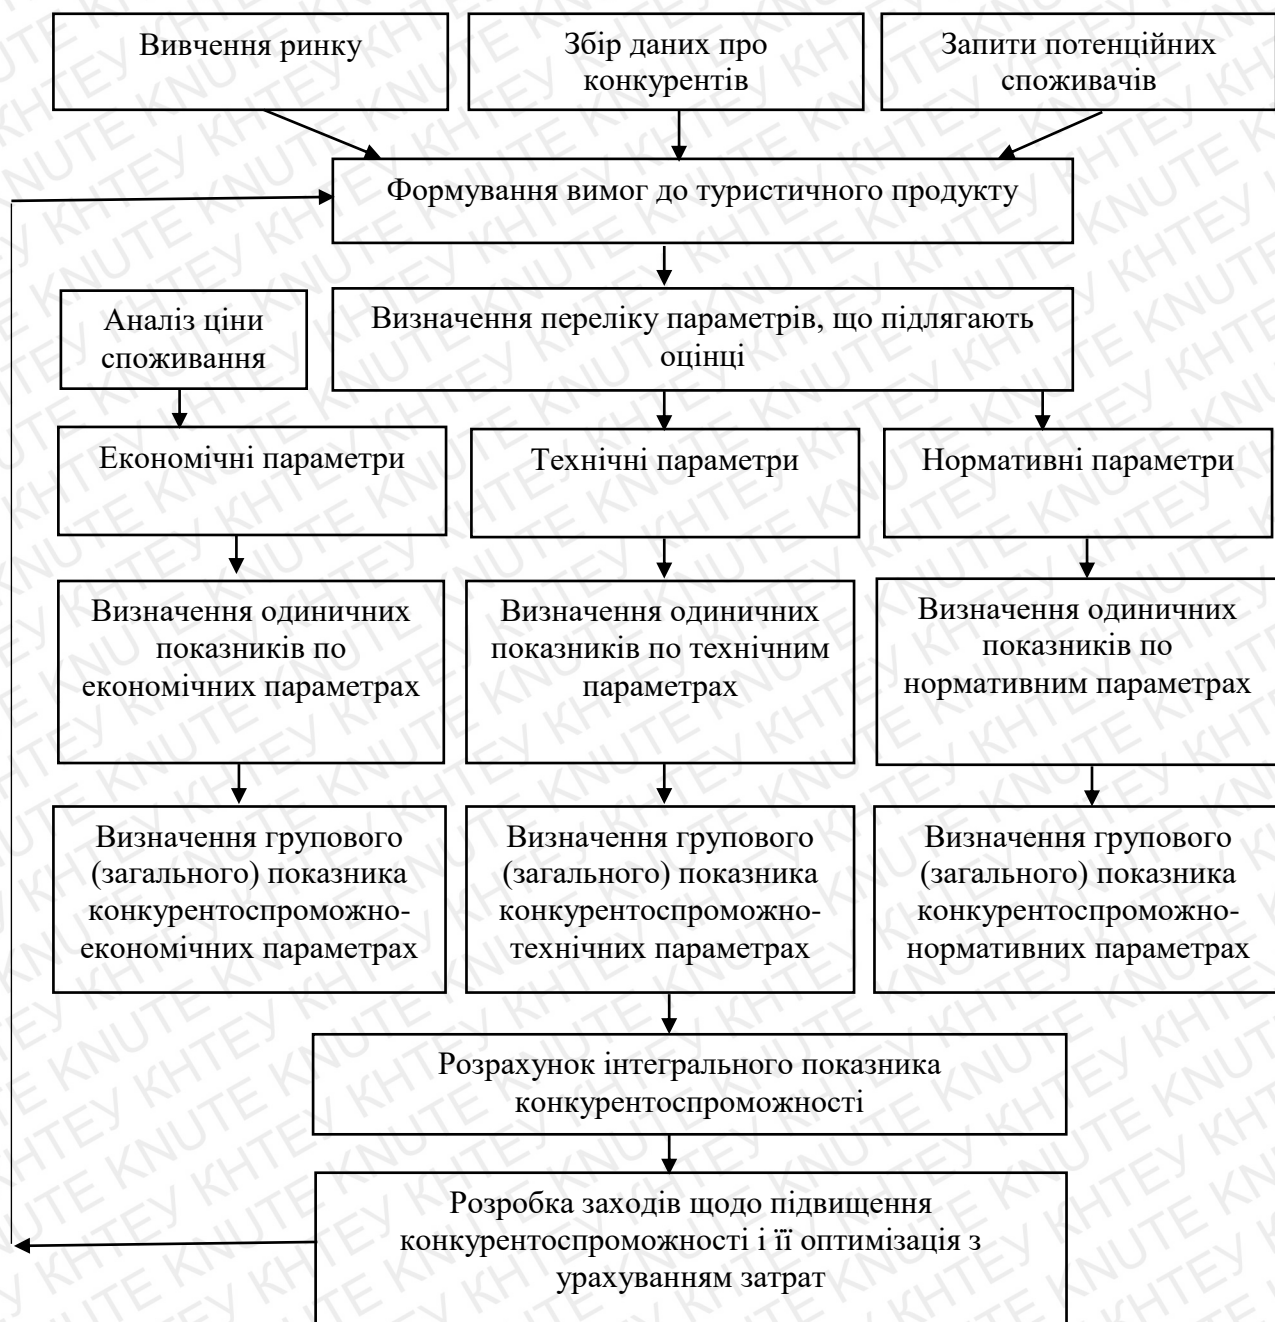 Вивчення ринку
Збір даних про
конкурентів
Запити потенційних
споживачів
Формування вимог до туристичного продукту
Аналіз ціни
споживання
Визначення переліку параметрів, що підлягають
оцінці
Економічні параметри
Технічні параметри
Нормативні параметри
Визначення одиничних
показників по
економічних параметрах
Визначення одиничних
показників по технічним
параметрах
Визначення одиничних
показників по
нормативним параметрах
Визначення групового
(загального) показника
конкурентоспроможно-
економічних параметрах
Визначення групового
(загального) показника
конкурентоспроможно-
технічних параметрах
Визначення групового
(загального) показника
конкурентоспроможно-
нормативних параметрах
Розрахунок інтегрального показника
конкурентоспроможності
Розробка заходів щодо підвищення
конкурентоспроможності і її оптимізація з
урахуванням затрат